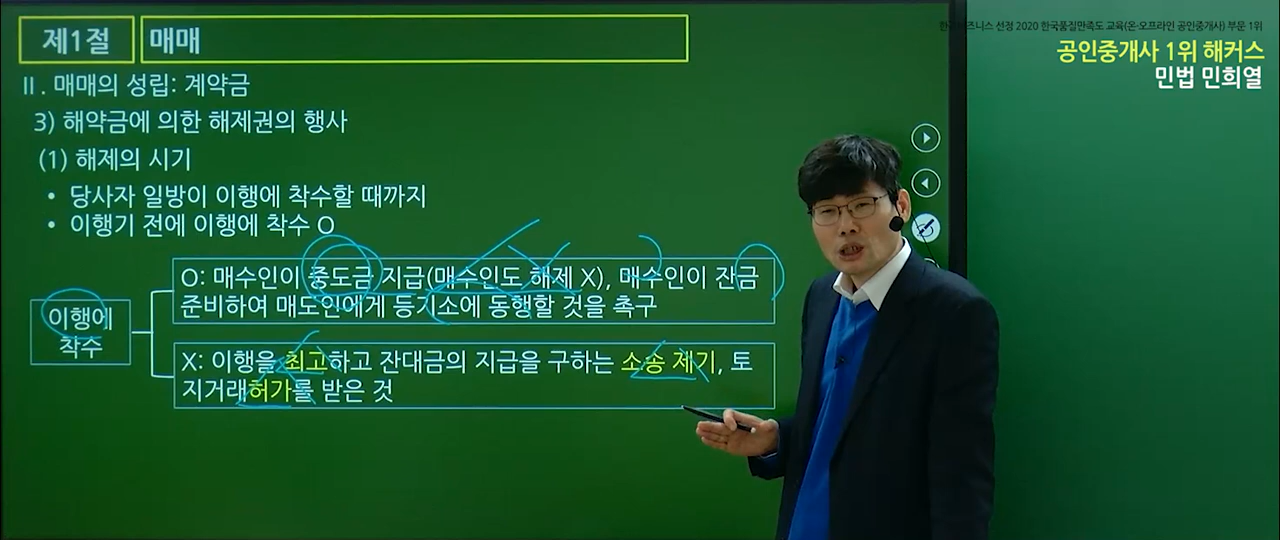 한국비즈니스 선정 2020 한국품질만족도 교육(온·오프라인 공인중개사) 부문 1위
공인중개사 1위 해커스
민법 민희열
제1절 매매
Ⅱ. 매매의 성립: 계약금
3) 해약금에 의한 해제권의 행사
(1) 해제의 시기
• 당사자 일방이 이행에 착수할 때까지
• 이행기 전에 이행에 착수 O
이행에
착수
O: 매수인이 중도금 지급(매수인도 해제 X), 매수인이 잔금
준비하여 매도인에게 등기소에 동행할 것을 촉구
X: 이행을 최고하고 잔대금의 지급을 구하는 소송 제기, 토
지거래허가를 받은 것